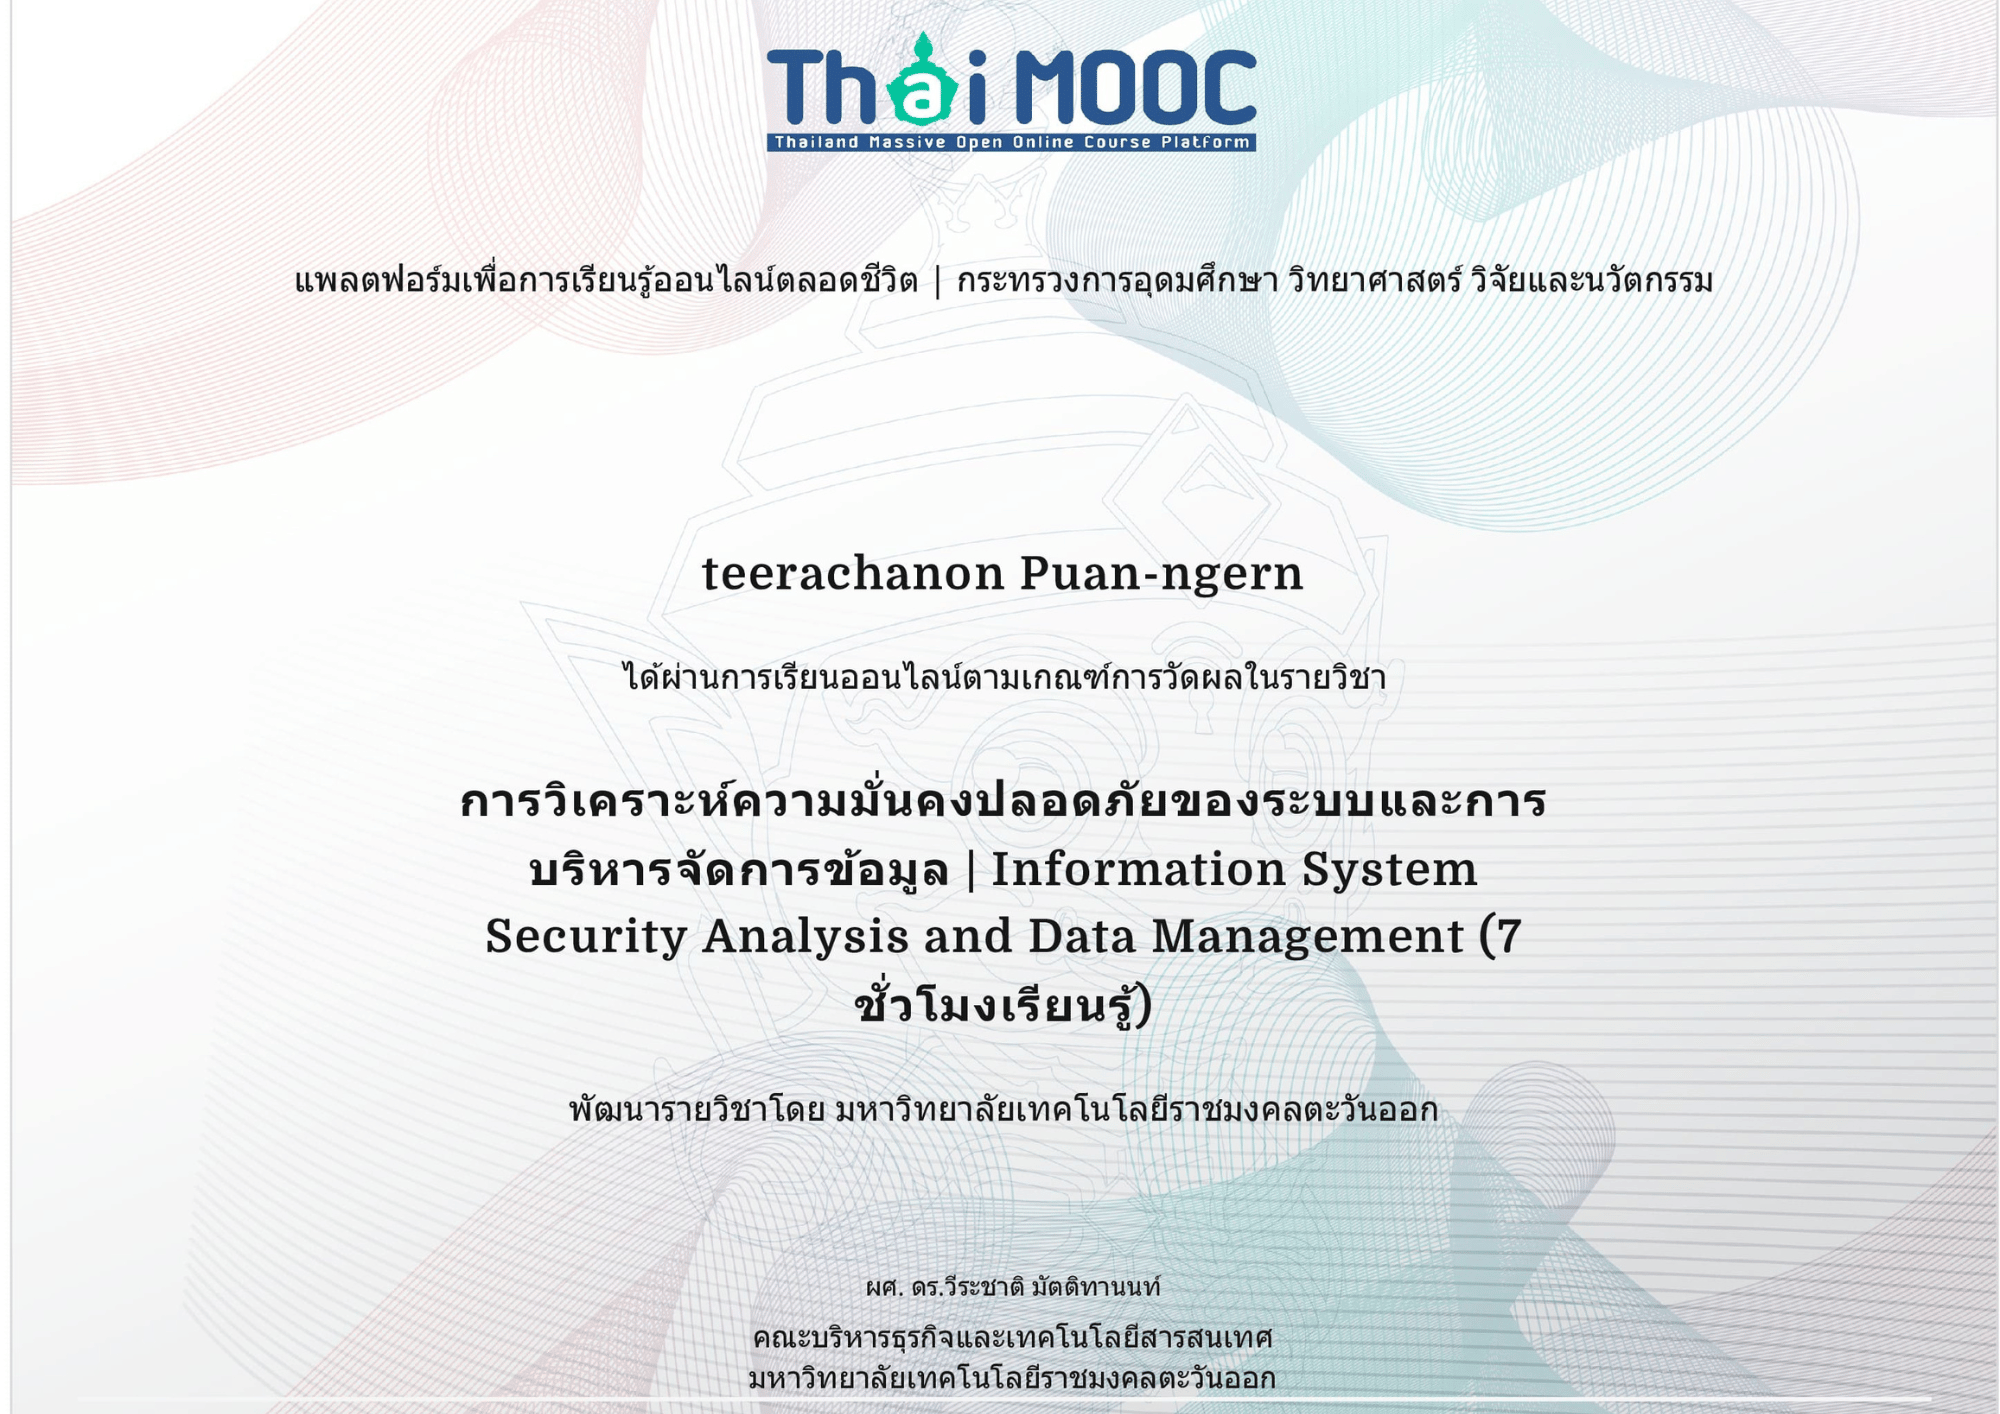 Thai MOOC
Thailand Massive Open Online Course Platform
แพลตฟอร์มเพื่อการเรียนรู้ออนไลน์ตลอดชีวิต | กระทรวงการอุดมศึกษา วิทยาศาสตร์ วิจัยและนวัตกรรม
teerachanon Puan-ngern
ได้ผ่านการเรียนออนไลน์ตามเกณฑ์การวัดผลในรายวิชา
การวิเคราะห์ความมั่นคงปลอดภัยของระบบและการ
บริหารจัดการข้อมูล | Information System
Security Analysis and Data Management (7
ชั่วโมงเรียนรู้)
พัฒนารายวิชาโดย มหาวิทยาลัยเทคโนโลยีราชมงคลตะวันออก
ผศ. ดร.วีระชาติ มัตติทานนท์
คณะบริหารธุรกิจและเทคโนโลยีสารสนเทศ
มหาวิทยาลัยเทคโนโลยีราชมงคลตะวันออก